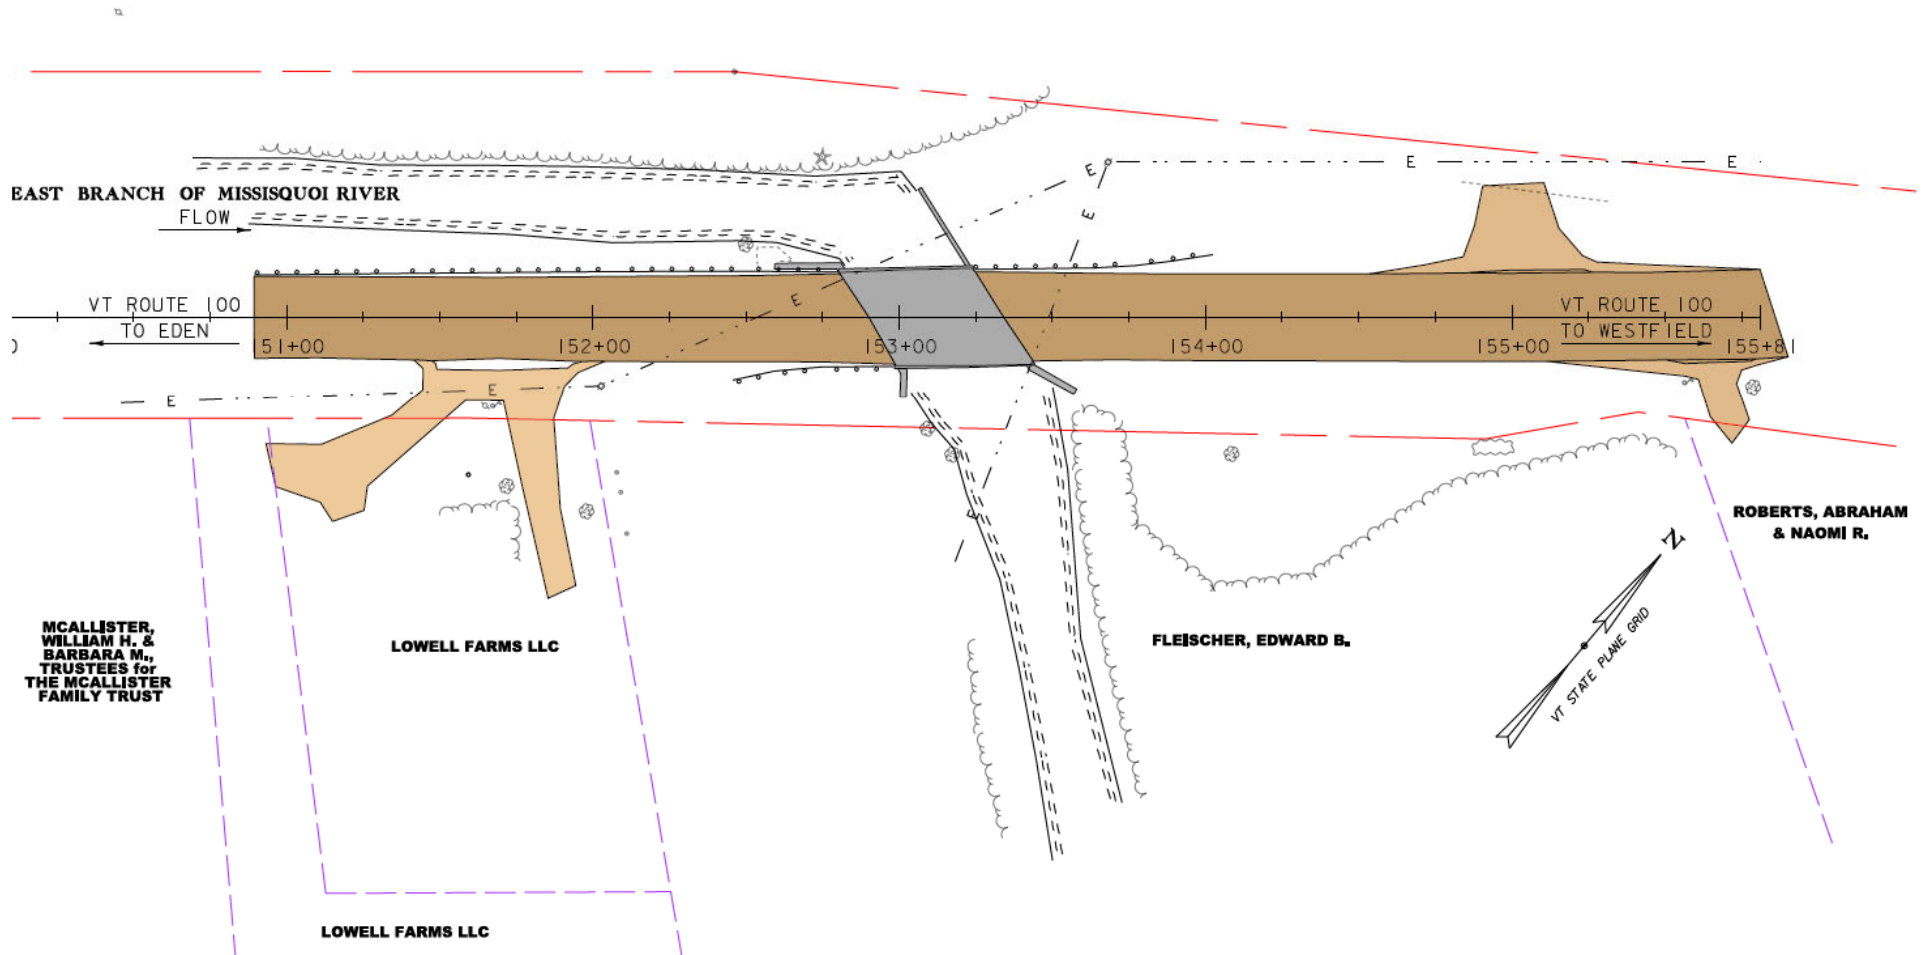 EAST BRANCH OF MISSISQUOI RIVER
FLOW
E
E
E
E
E
VT ROUTE 100
TO EDEN
E
VT ROUTE 100
TO WESTFIELD
0
151+00
152+00
153+00
154+00
155+00
155+81
E
E
E
ROBERTS, ABRAHAM
& NAOMI R.
N
VT STATE PLANE GRID
MCALLISTER,
WILLIAM H. &
BARBARA M.,
TRUSTEES for
THE MCALLISTER
FAMILY TRUST
LOWELL FARMS LLC
FLEISCHER, EDWARD B.
LOWELL FARMS LLC